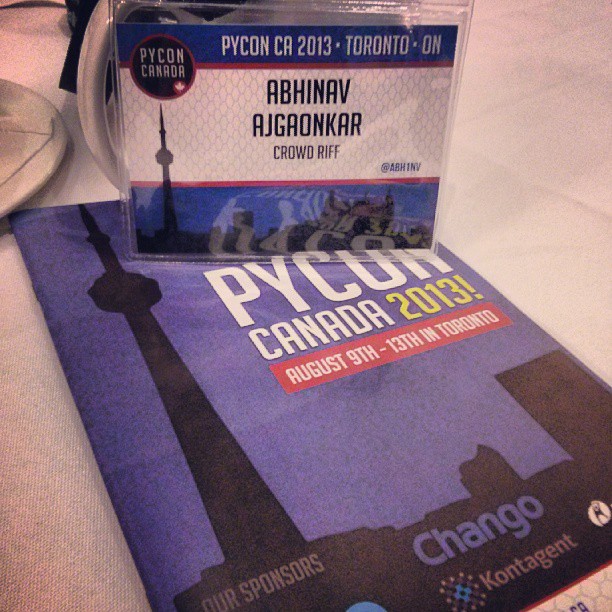 PYCON
CANADA
PYCON CA 2013 · TORONTO · ON
ABHINAV
AJGAONKAR
CROWD RIFF
@ABH1NV
PYCON
CANADA 2013!
AUGUST 9TH - 13TH IN TORONTO
OUR SPONSORS
Chango
Kontagent